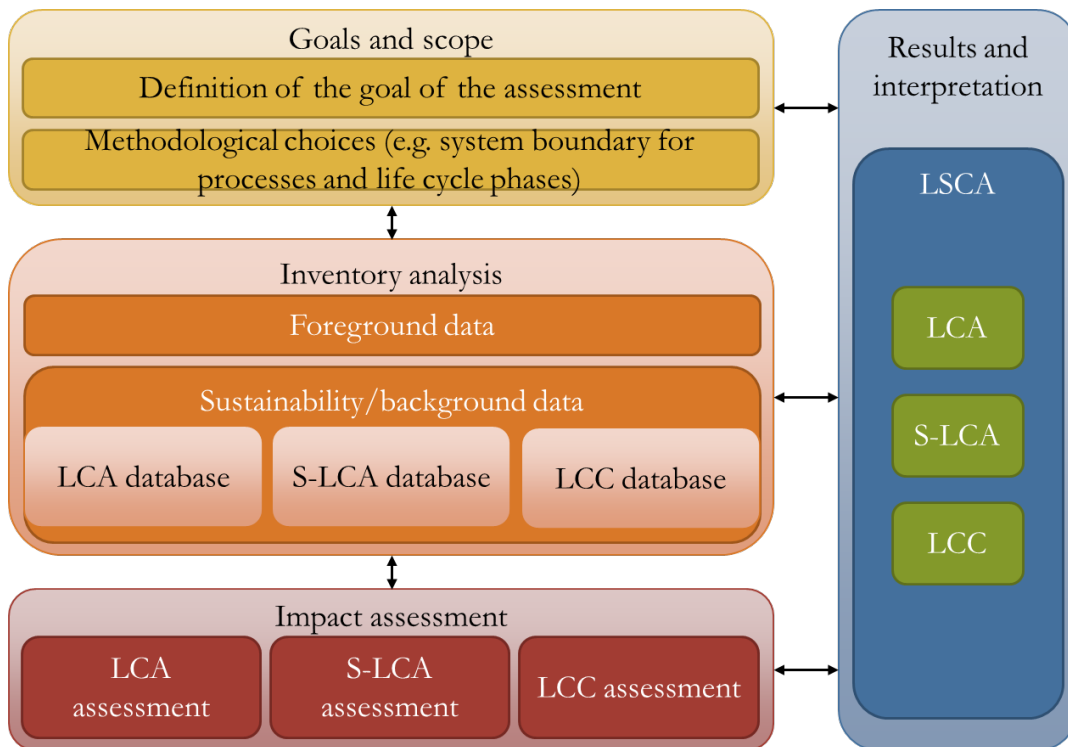 Goals and scope
Definition of the goal of the assessment
Methodological choices (e.g. system boundary for
processes and life cycle phases)
Inventory analysis
Foreground data
Sustainability/background data
LCA database
S-LCA database
LCC database
Impact assessment
LCA
assessment
S-LCA
assessment
LCC assessment
Results and
interpretation
LSCA
LCA
S-LCA
LCC